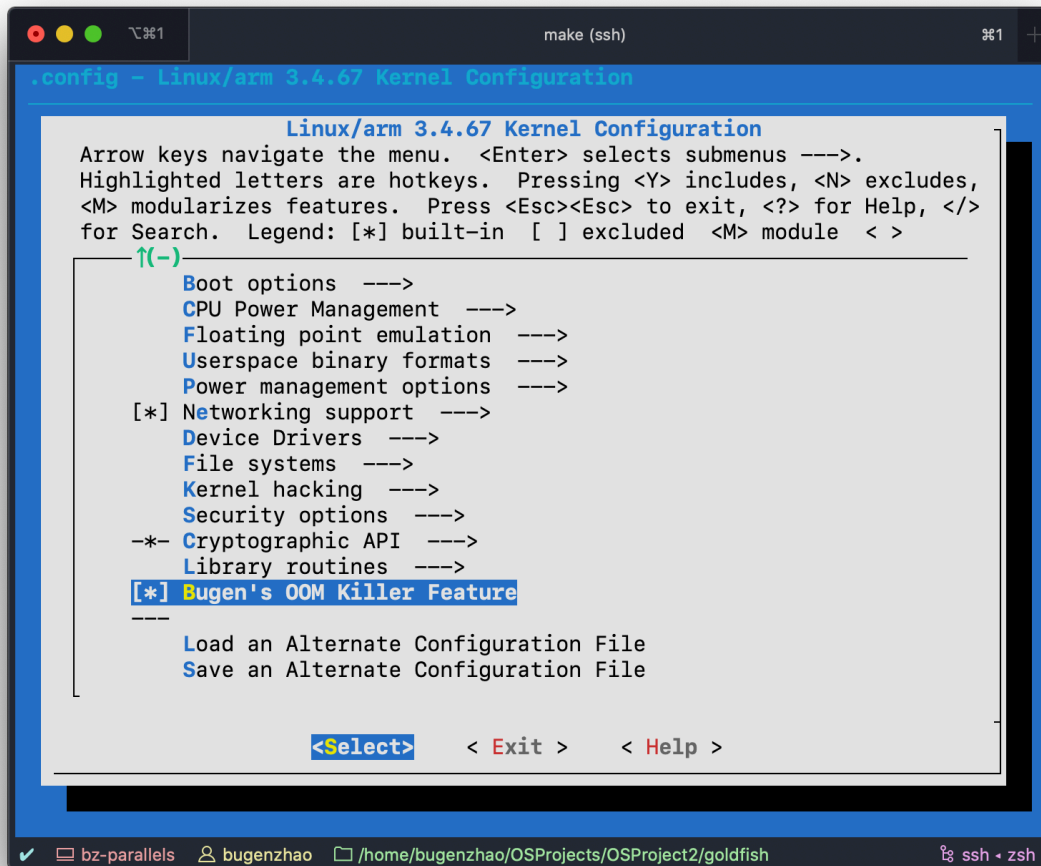 ⌥⌘1 make (ssh) ⌘1 +
.config - Linux/arm 3.4.67 Kernel Configuration
Linux/arm 3.4.67 Kernel Configuration
Arrow keys navigate the menu.  <Enter> selects submenus --->.
Highlighted letters are hotkeys.  Pressing <Y> includes, <N> excludes,
<M> modularizes features.  Press <Esc><Esc> to exit, <?> for Help, </>
for Search.  Legend: [*] built-in  [ ] excluded  <M> module  < >
↑(-)
Boot options  --->
CPU Power Management  --->
Floating point emulation  --->
Userspace binary formats  --->
Power management options  --->
[*] Networking support  --->
Device Drivers  --->
File systems  --->
Kernel hacking  --->
Security options  --->
-*- Cryptographic API  --->
Library routines  --->
[*] Bugen's OOM Killer Feature
---
Load an Alternate Configuration File
Save an Alternate Configuration File
<Select>    < Exit >    < Help >
✔ bz-parallels bugenzhao /home/bugenzhao/OSProjects/OSProject2/goldfish ssh ◂ zsh